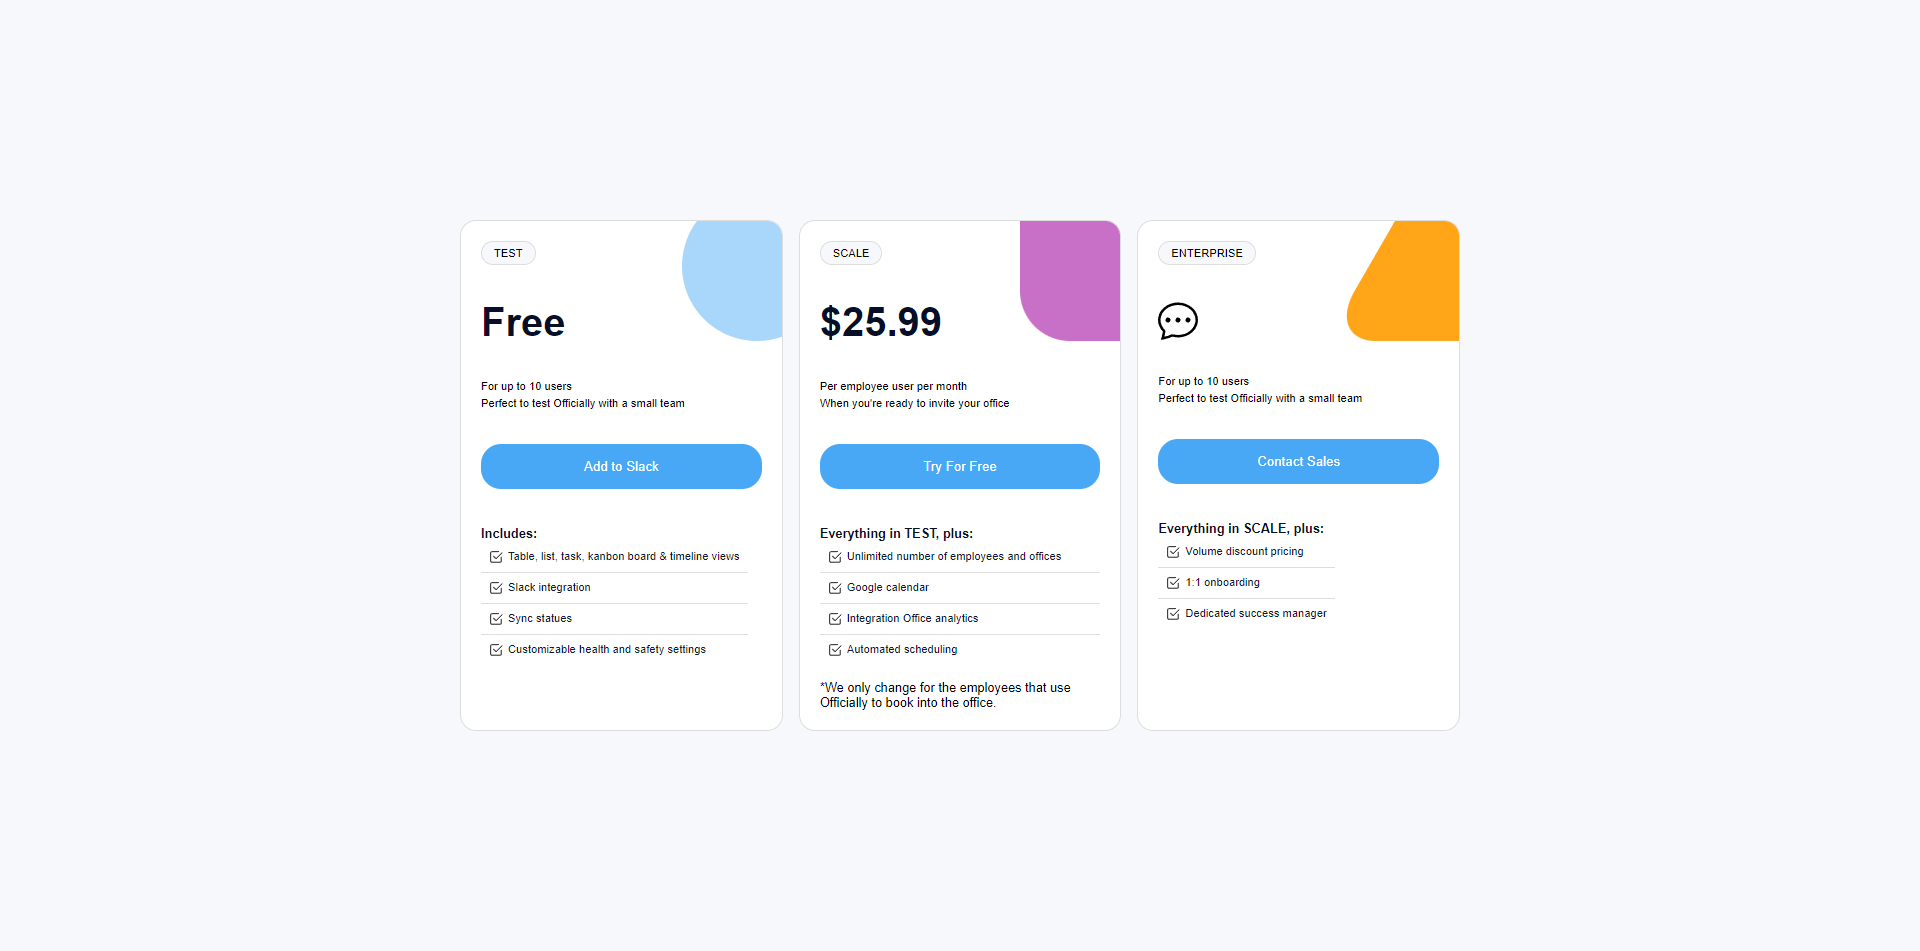 TEST
Free
For up to 10 users
Perfect to test Officially with a small team
Add to Slack
Includes:
Table, list, task, kanbon board & timeline views
Slack integration
Sync statues
Customizable health and safety settings
SCALE
$25.99
Per employee user per month
When you're ready to invite your office
Try For Free
Everything in TEST, plus:
Unlimited number of employees and offices
Google calendar
Integration Office analytics
Automated scheduling
*We only change for the employees that use
Officially to book into the office.
ENTERPRISE
For up to 10 users
Perfect to test Officially with a small team
Contact Sales
Everything in SCALE, plus:
Volume discount pricing
1:1 onboarding
Dedicated success manager